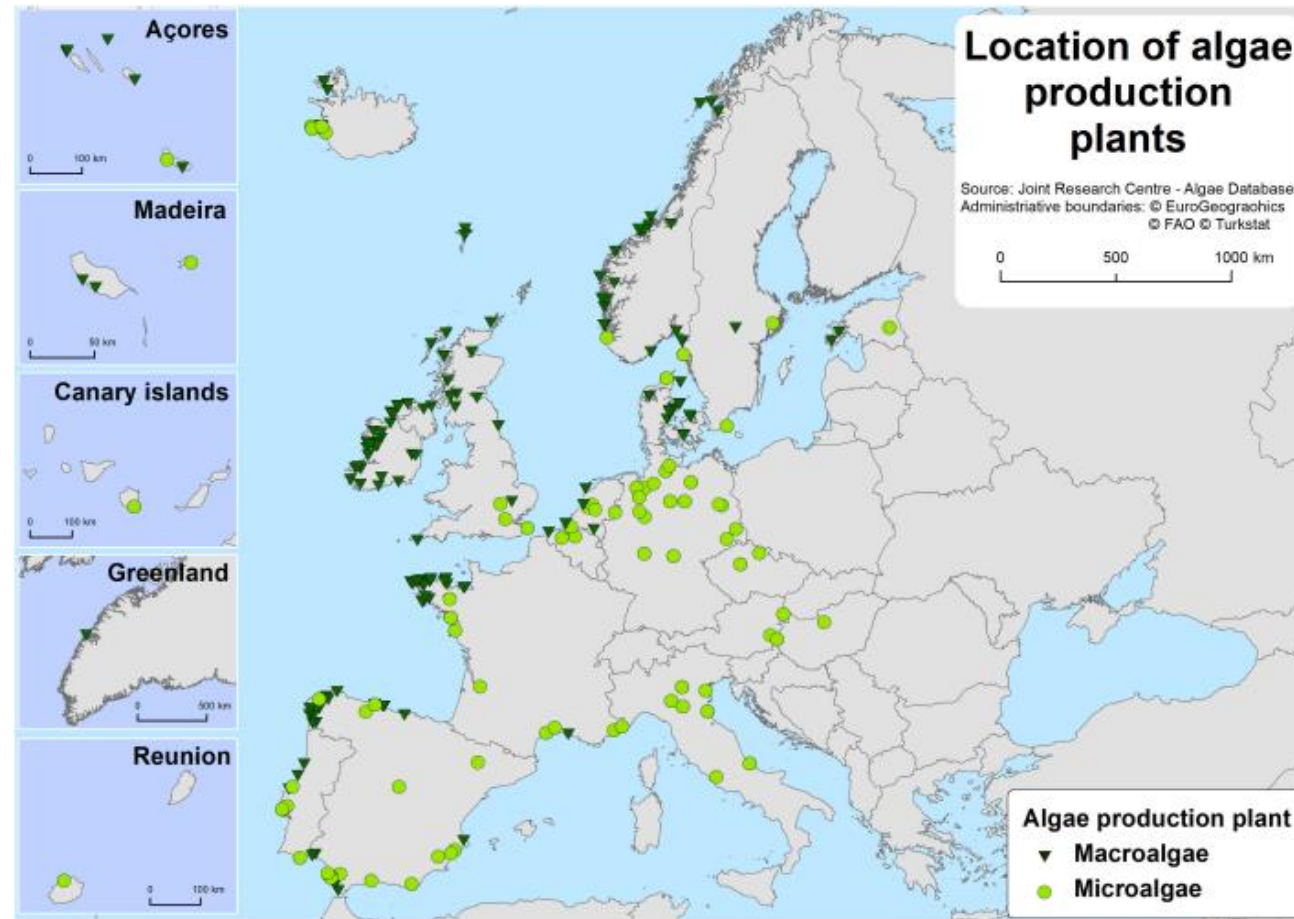 Açores
0 100 km
Madeira
0 50 km
Canary islands
0 100 km
Greenland
0 500 km
Reunion
0 100 km
Location of algae
production
plants
Source: Joint Research Centre - Algae Database
Administriative boundaries: © EuroGeograohics
© FAO © Turkstat
0 500 1000 km
Algae production plant
Macroalgae
Microalgae